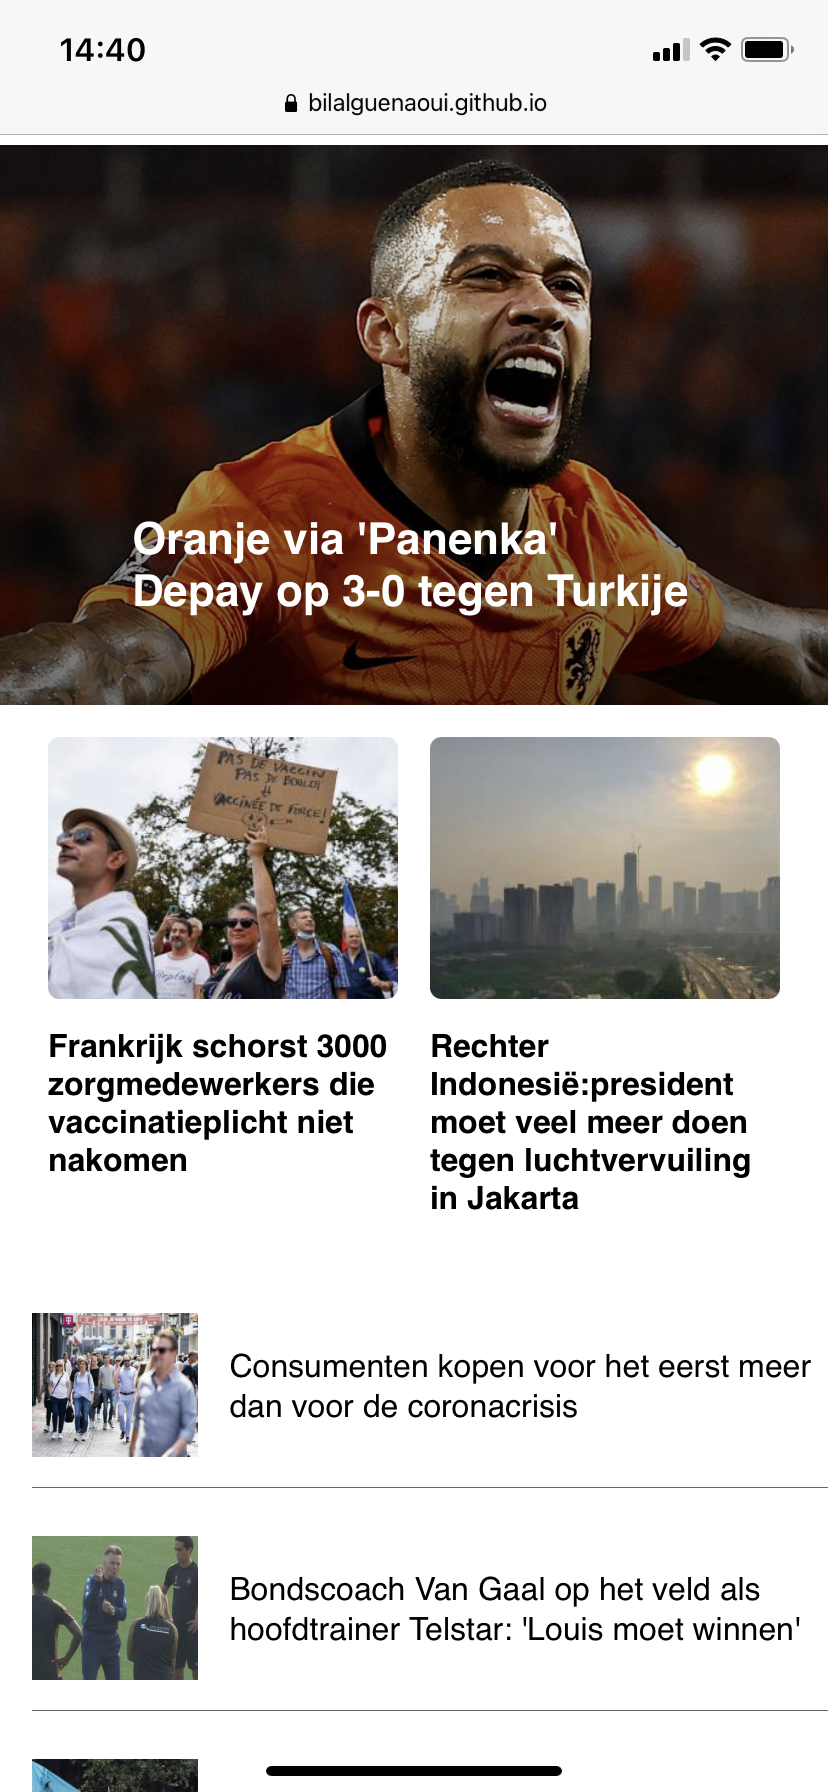 14:40
bilalguenaoui.github.io
Oranje via 'Panenka'
Depay op 3-0 tegen Turkije
PAS DE VACCIN
PAS DE BOULOT
VACCINÉE DE FORCE!
Frankrijk schorst 3000
zorgmedewerkers die
vaccinatieplicht niet
nakomen
Rechter
Indonesië:president
moet veel meer doen
tegen luchtvervuiling
in Jakarta
Consumenten kopen voor het eerst meer
dan voor de coronacrisis
Bondscoach Van Gaal op het veld als
hoofdtrainer Telstar: 'Louis moet winnen'